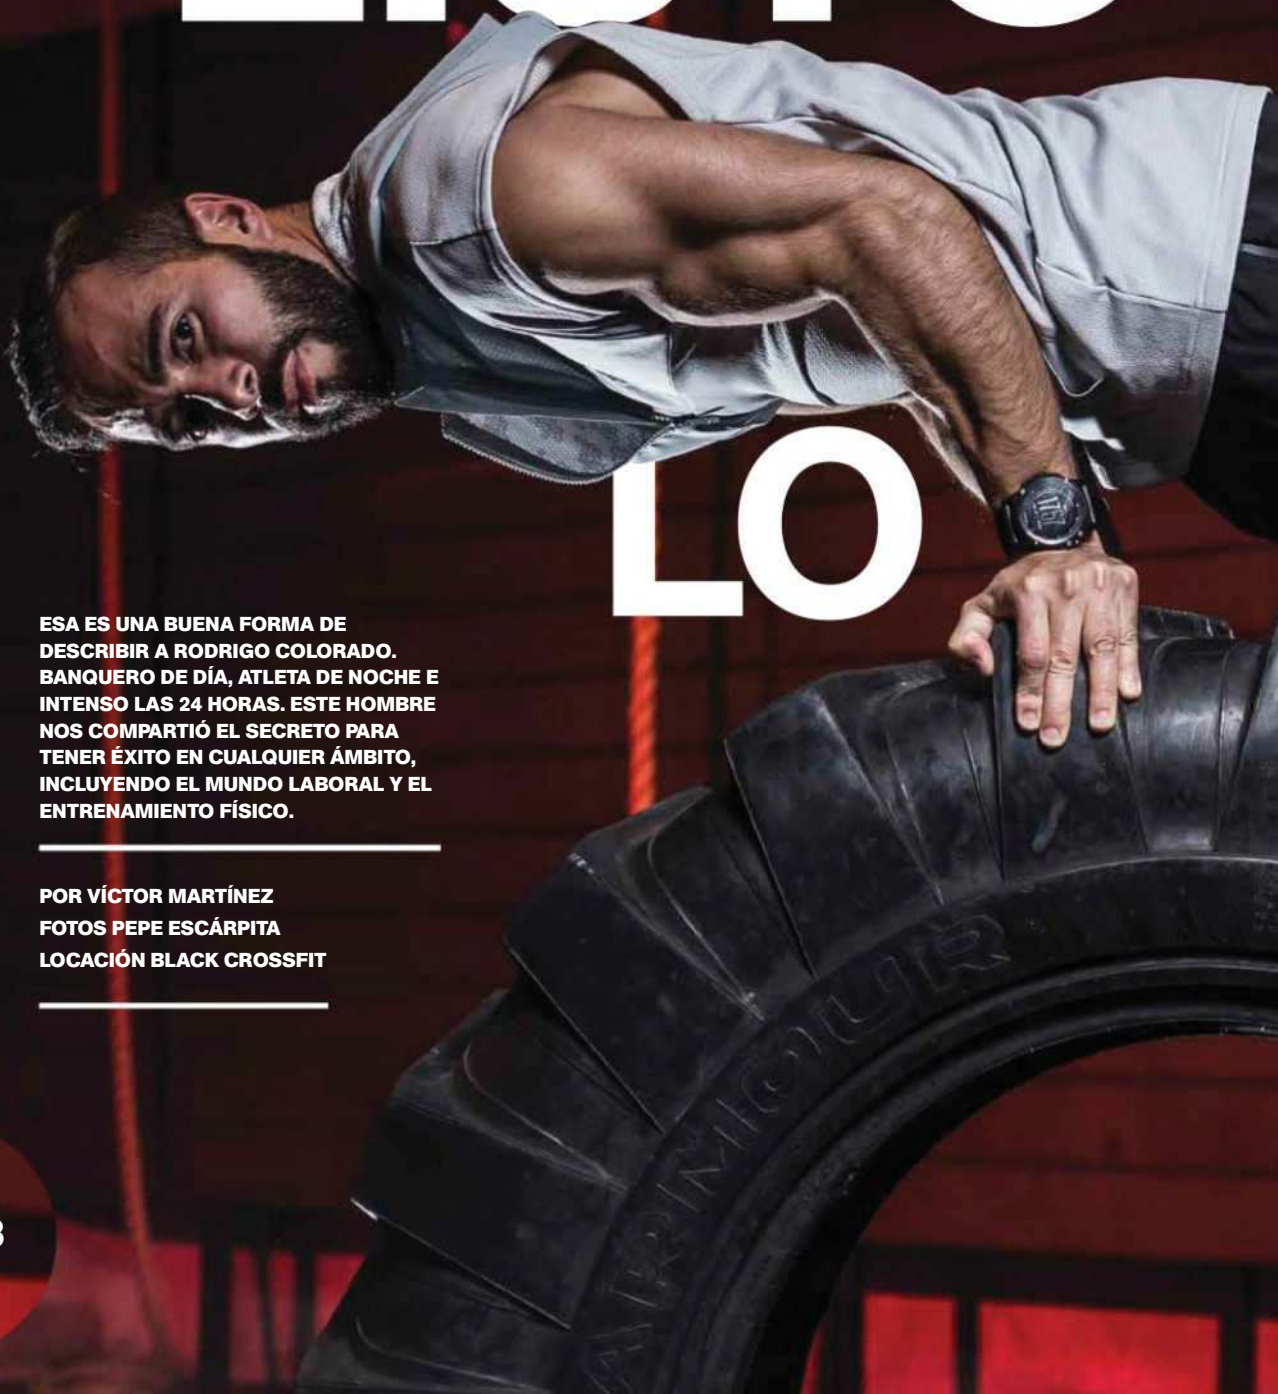 LO
ESA ES UNA BUENA FORMA DE
DESCRIBIR A RODRIGO COLORADO.
BANQUERO DE DÍA, ATLETA DE NOCHE E
INTENSO LAS 24 HORAS. ESTE HOMBRE
NOS COMPARTIÓ EL SECRETO PARA
TENER ÉXITO EN CUALQUIER ÁMBITO,
INCLUYENDO EL MUNDO LABORAL Y EL
ENTRENAMIENTO FÍSICO.
POR VÍCTOR MARTÍNEZ
FOTOS PEPE ESCÁRPITA
LOCACIÓN BLACK CROSSFIT
ARMOUR